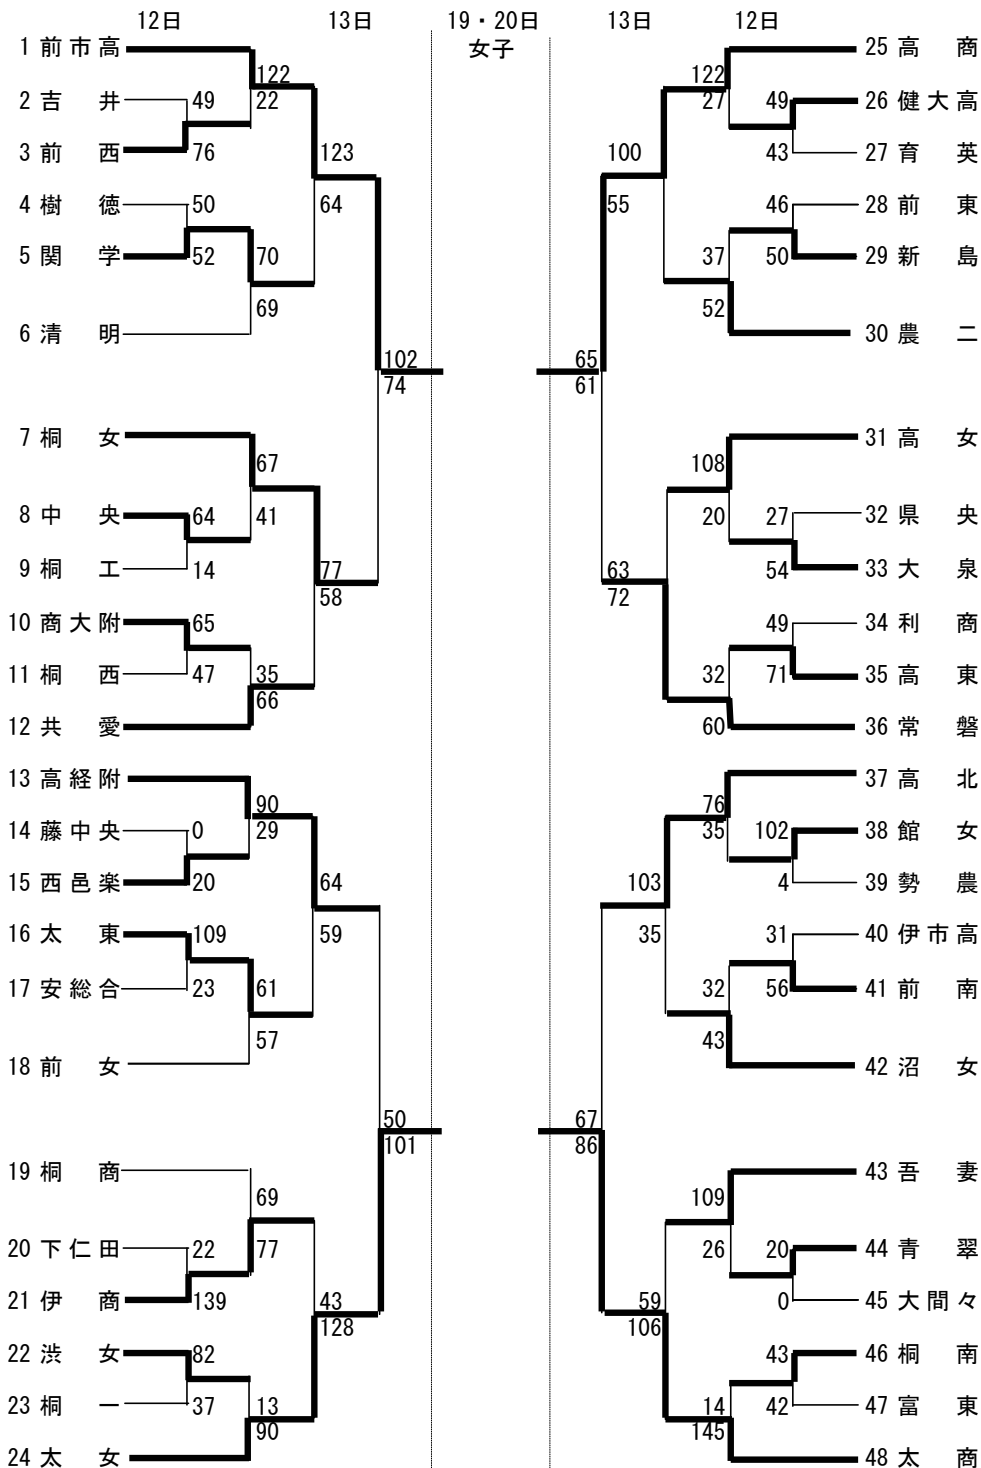 12日 13日 19・20日 13日 12日
女子
1 前市高
122
22
2 吉井
49
3 前西
76
123
64
4 樹徳
50
5 関学
52
70
69
6 清明
102
74
7 桐女
67
41
8 中央
64
9 桐工
14
77
58
10 商大附
65
11 桐西
47
35
66
12 共愛
13 高経附
90
29
14 藤中央
0
15 西邑楽
20
64
59
16 太東
109
17 安総合
23
61
57
18 前女
50
101
19 桐商
69
77
20 下仁田
22
21 伊商
139
43
128
22 渋女
82
23 桐一
37
13
90
24 太女
25 高商
122
27
49
26 健大高
43
27 育英
100
55
46
28 前東
50
29 新島
37
52
30 農二
65
61
31 高女
108
20
27
32 県央
54
33 大泉
63
72
49
34 利商
71
35 高東
32
60
36 常磐
37 高北
76
35
102
38 館女
4
39 勢農
103
35
31
40 伊市高
56
41 前南
32
43
42 沼女
67
86
43 吾妻
109
26
20
44 青翠
0
45 大間々
59
106
43
46 桐南
42
47 富東
14
145
48 太商